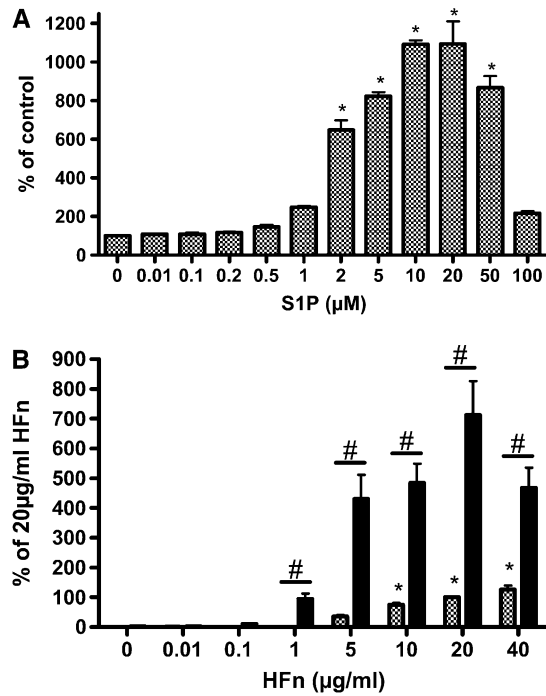 A
1200
1000
800
600
400
200
0
% of control
* * * * *
0 0.01 0.1 0.2 0.5 1 2 5 10 20 50 100
S1P (µM)
B
900
800
700
600
500
400
300
200
100
0
% of 20µg/ml HFn
# # # # #
* * *
0 0.01 0.1 1 5 10 20 40
HFn (µg/ml)